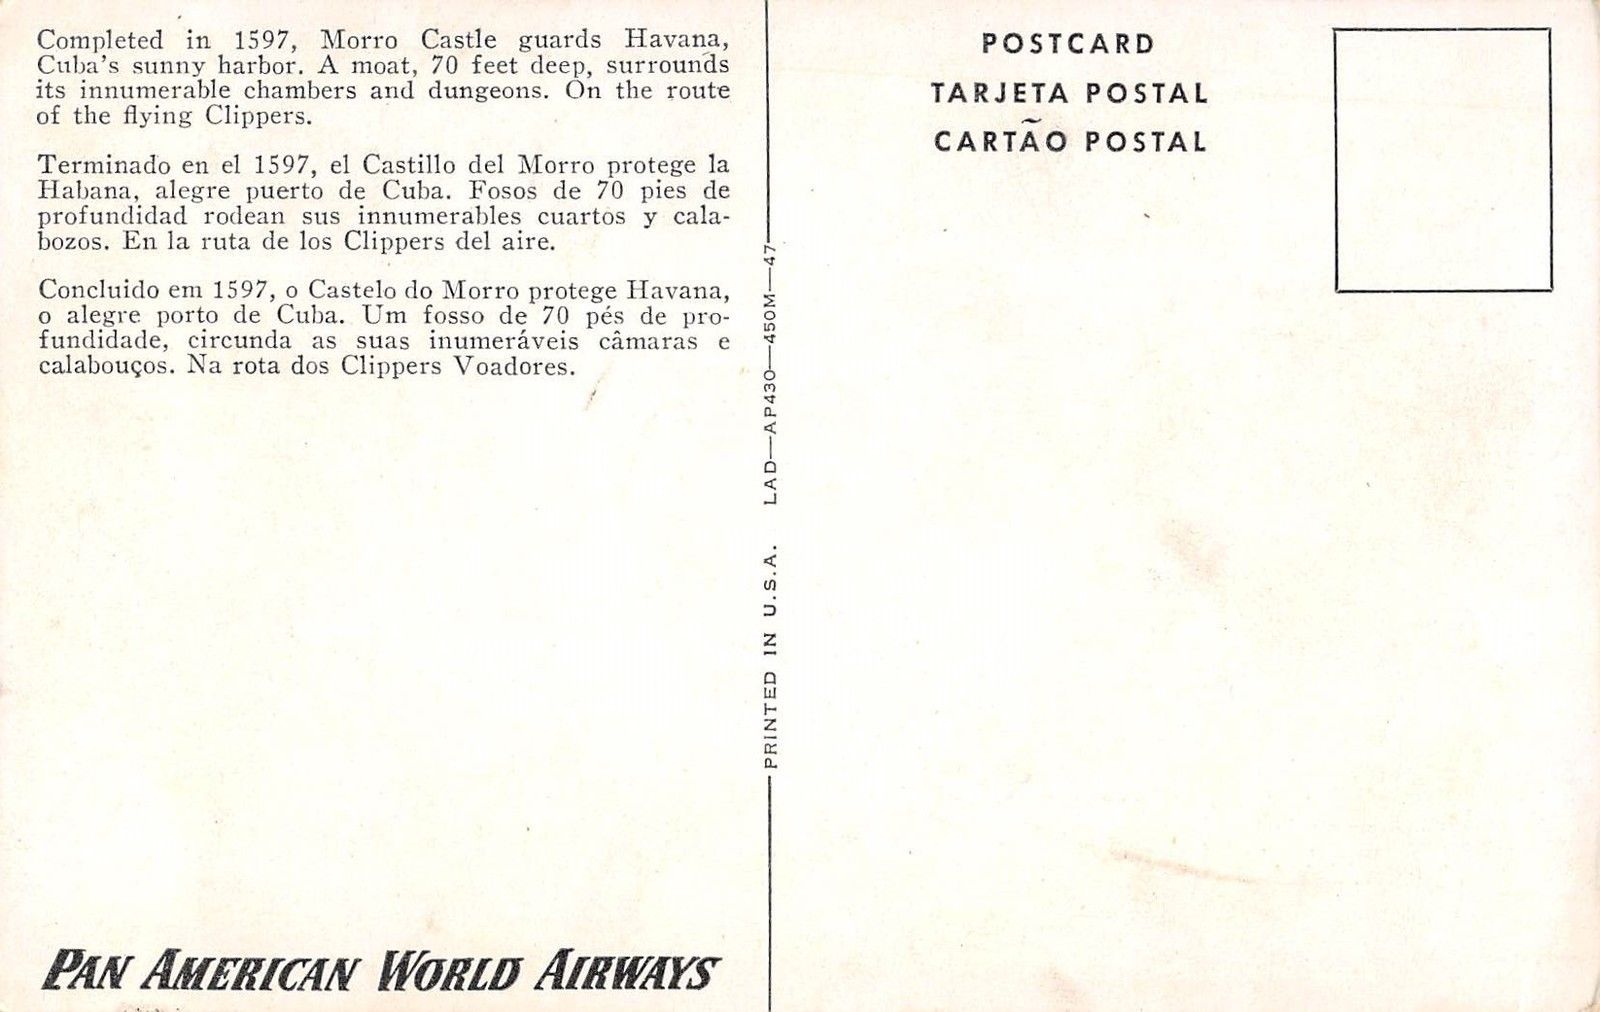 Completed in 1597, Morro Castle guards Havana,
Cuba's sunny harbor. A moat, 70 feet deep, surrounds
its innumerable chambers and dungeons. On the route
of the flying Clippers.
Terminado en el 1597, el Castillo del Morro protege la
Habana, alegre puerto de Cuba. Fosos de 70 pies de
profundidad rodean sus innumerables cuartos y cala-
bozos. En la ruta de los Clippers del aire.
Concluido em 1597, o Castelo do Morro protege Havana,
o alegre porto de Cuba. Um fosso de 70 pés de pro-
fundidade, circunda as suas inumeráveis câmaras e
calabouços. Na rota dos Clippers Voadores.
PAN AMERICAN WORLD AIRWAYS
PRINTED IN U.S.A. LAD—AP430—450M—47
POSTCARD
TARJETA POSTAL
CARTÃO POSTAL